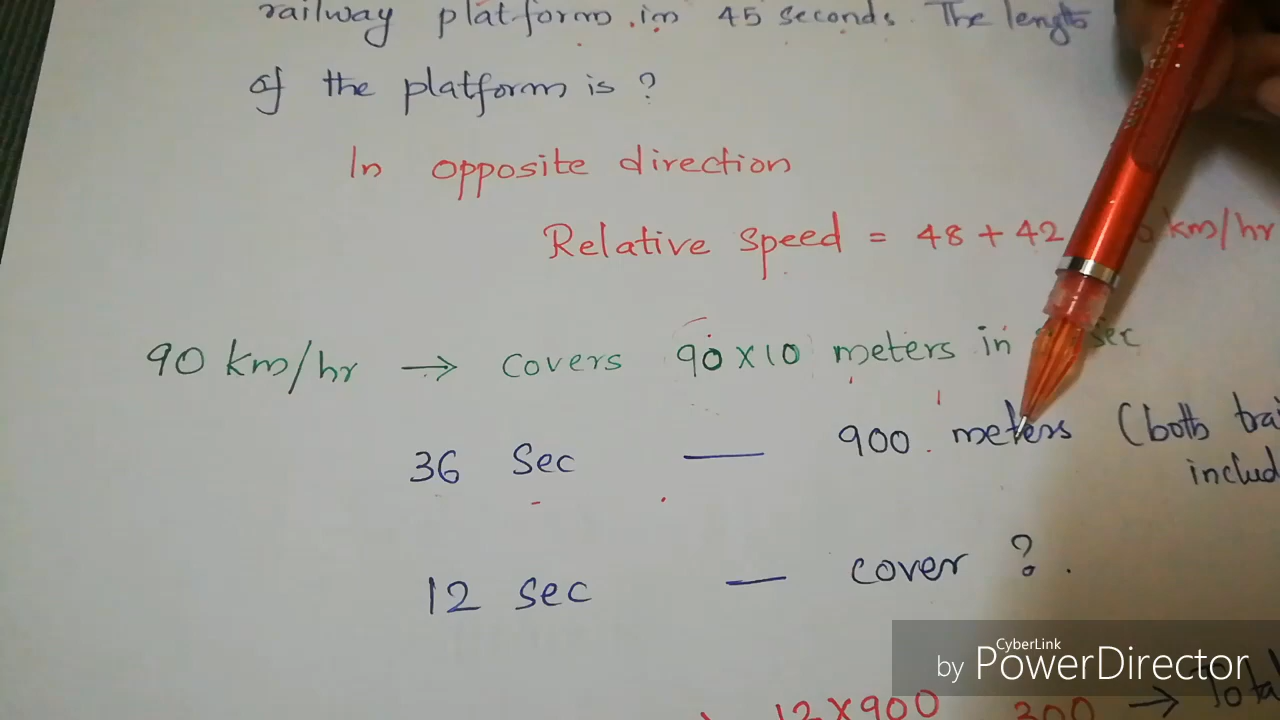 railway platform in 45 seconds. The length
of the platform is ?
In opposite direction
Relative speed = 48 + 42 km/hr
90 km/hr → covers 90 x 10 meters in sec
36 Sec — 900 meters (both
includ
12 sec — cover ?
12 X 900 300 → Total
CyberLink
by PowerDirector